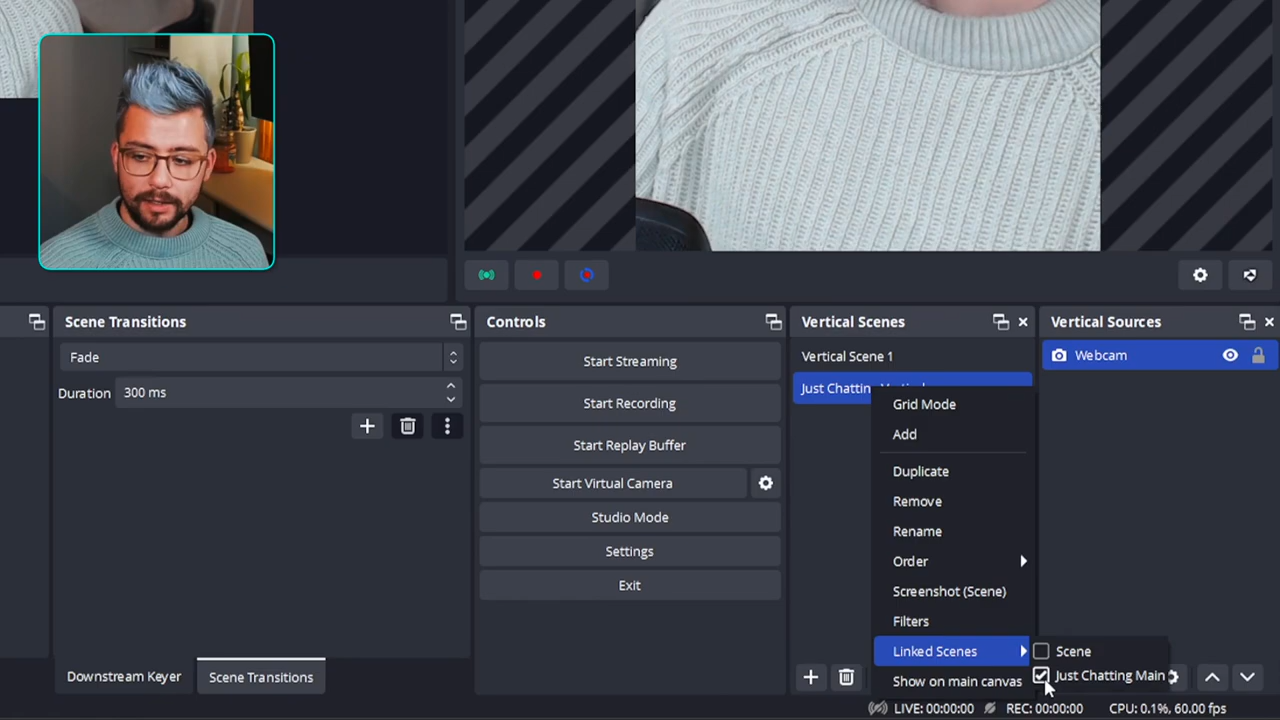 Scene Transitions
Fade
Duration
300 ms
Downstream Keyer
Scene Transitions
Controls
Start Streaming
Start Recording
Start Replay Buffer
Start Virtual Camera
Studio Mode
Settings
Exit
Vertical Scenes
Vertical Scene 1
Just Chatting Vertical
Grid Mode
Add
Duplicate
Remove
Rename
Order
Screenshot (Scene)
Filters
Linked Scenes
Show on main canvas
Scene
Just Chatting Main
Vertical Sources
Webcam
LIVE: 00:00:00
REC: 00:00:00
CPU: 0.1%, 60.00 fps